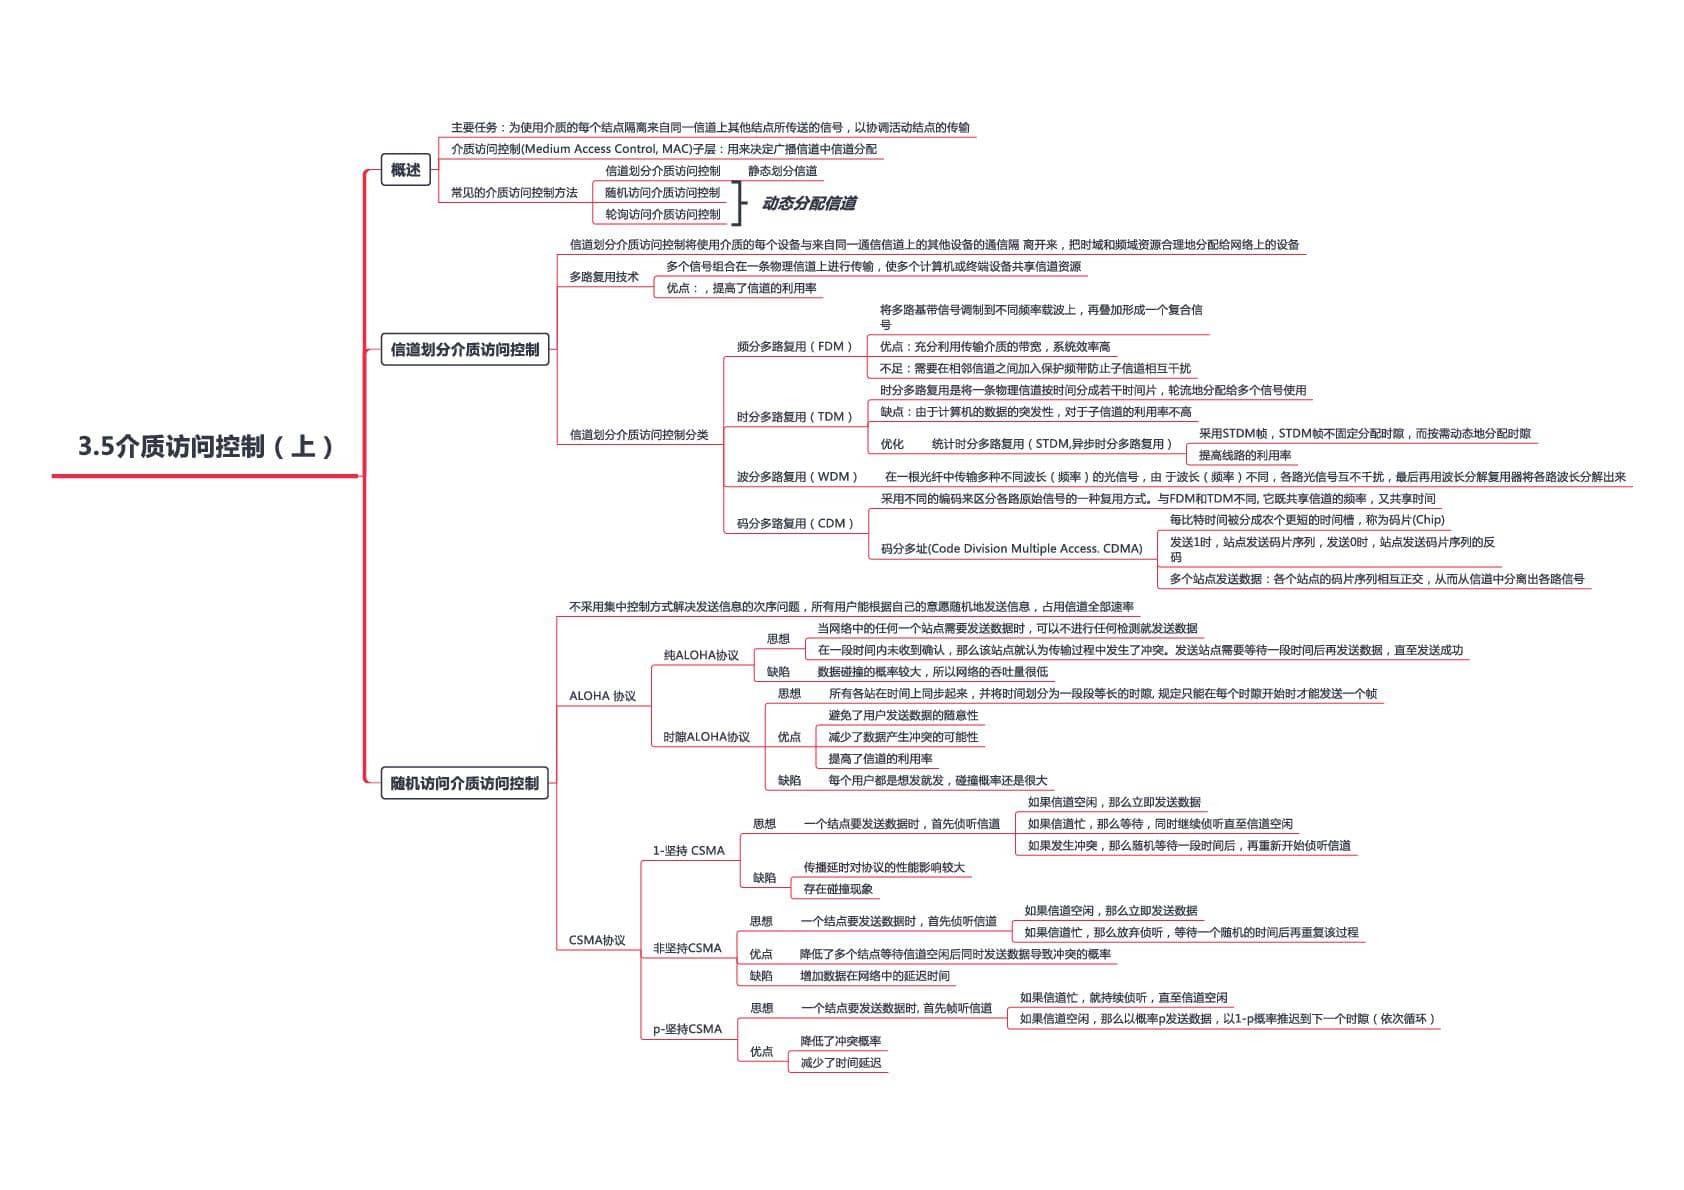 3.5介质访问控制（上）
概述
主要任务：为使用介质的每个结点隔离来自同一信道上其他结点所传送的信号，以协调活动结点的传输
介质访问控制(Medium Access Control, MAC)子层：用来决定广播信道中信道分配
常见的介质访问控制方法
信道划分介质访问控制
静态划分信道
随机访问介质访问控制
轮询访问介质访问控制
动态分配信道
信道划分介质访问控制
信道划分介质访问控制将使用介质的每个设备与来自同一通信信道上的其他设备的通信隔 离开来，把时域和频域资源合理地分配给网络上的设备
多路复用技术
多个信号组合在一条物理信道上进行传输，使多个计算机或终端设备共享信道资源
优点：，提高了信道的利用率
信道划分介质访问控制分类
频分多路复用（FDM）
将多路基带信号调制到不同频率载波上，再叠加形成一个复合信
号
优点：充分利用传输介质的带宽，系统效率高
不足：需要在相邻信道之间加入保护频带防止子信道相互干扰
时分多路复用（TDM）
时分多路复用是将一条物理信道按时间分成若干时间片，轮流地分配给多个信号使用
缺点：由于计算机的数据的突发性，对于子信道的利用率不高
优化
统计时分多路复用（STDM,异步时分多路复用）
采用STDM帧，STDM帧不固定分配时隙，而按需动态地分配时隙
提高线路的利用率
波分多路复用（WDM）
在一根光纤中传输多种不同波长（频率）的光信号，由 于波长（频率）不同，各路光信号互不干扰，最后再用波长分解复用器将各路波长分解出来
码分多路复用（CDM）
采用不同的编码来区分各路原始信号的一种复用方式。与FDM和TDM不同, 它既共享信道的频率，又共享时间
码分多址(Code Division Multiple Access. CDMA)
每比特时间被分成农个更短的时间槽，称为码片(Chip)
发送1时，站点发送码片序列，发送0时，站点发送码片序列的反
码
多个站点发送数据：各个站点的码片序列相互正交，从而从信道中分离出各路信号
随机访问介质访问控制
不采用集中控制方式解决发送信息的次序问题，所有用户能根据自己的意愿随机地发送信息，占用信道全部速率
ALOHA 协议
纯ALOHA协议
思想
当网络中的任何一个站点需要发送数据时，可以不进行任何检测就发送数据
在一段时间内未收到确认，那么该站点就认为传输过程中发生了冲突。发送站点需要等待一段时间后再发送数据，直至发送成功
缺陷
数据碰撞的概率较大，所以网络的吞吐量很低
时隙ALOHA协议
思想
所有各站在时间上同步起来，并将时间划分为一段段等长的时隙, 规定只能在每个时隙开始时才能发送一个帧
优点
避免了用户发送数据的随意性
减少了数据产生冲突的可能性
提高了信道的利用率
缺陷
每个用户都是想发就发，碰撞概率还是很大
CSMA协议
1-坚持 CSMA
思想
一个结点要发送数据时，首先侦听信道
如果信道空闲，那么立即发送数据
如果信道忙，那么等待，同时继续侦听直至信道空闲
如果发生冲突，那么随机等待一段时间后，再重新开始侦听信道
缺陷
传播延时对协议的性能影响较大
存在碰撞现象
非坚持CSMA
思想
一个结点要发送数据时，首先侦听信道
如果信道空闲，那么立即发送数据
如果信道忙，那么放弃侦听，等待一个随机的时间后再重复该过程
优点
降低了多个结点等待信道空闲后同时发送数据导致冲突的概率
缺陷
增加数据在网络中的延迟时间
p-坚持CSMA
思想
一个结点要发送数据时, 首先帧听信道
如果信道忙，就持续侦听，直至信道空闲
如果信道空闲，那么以概率p发送数据，以1-p概率推迟到下一个时隙（依次循环）
优点
降低了冲突概率
减少了时间延迟